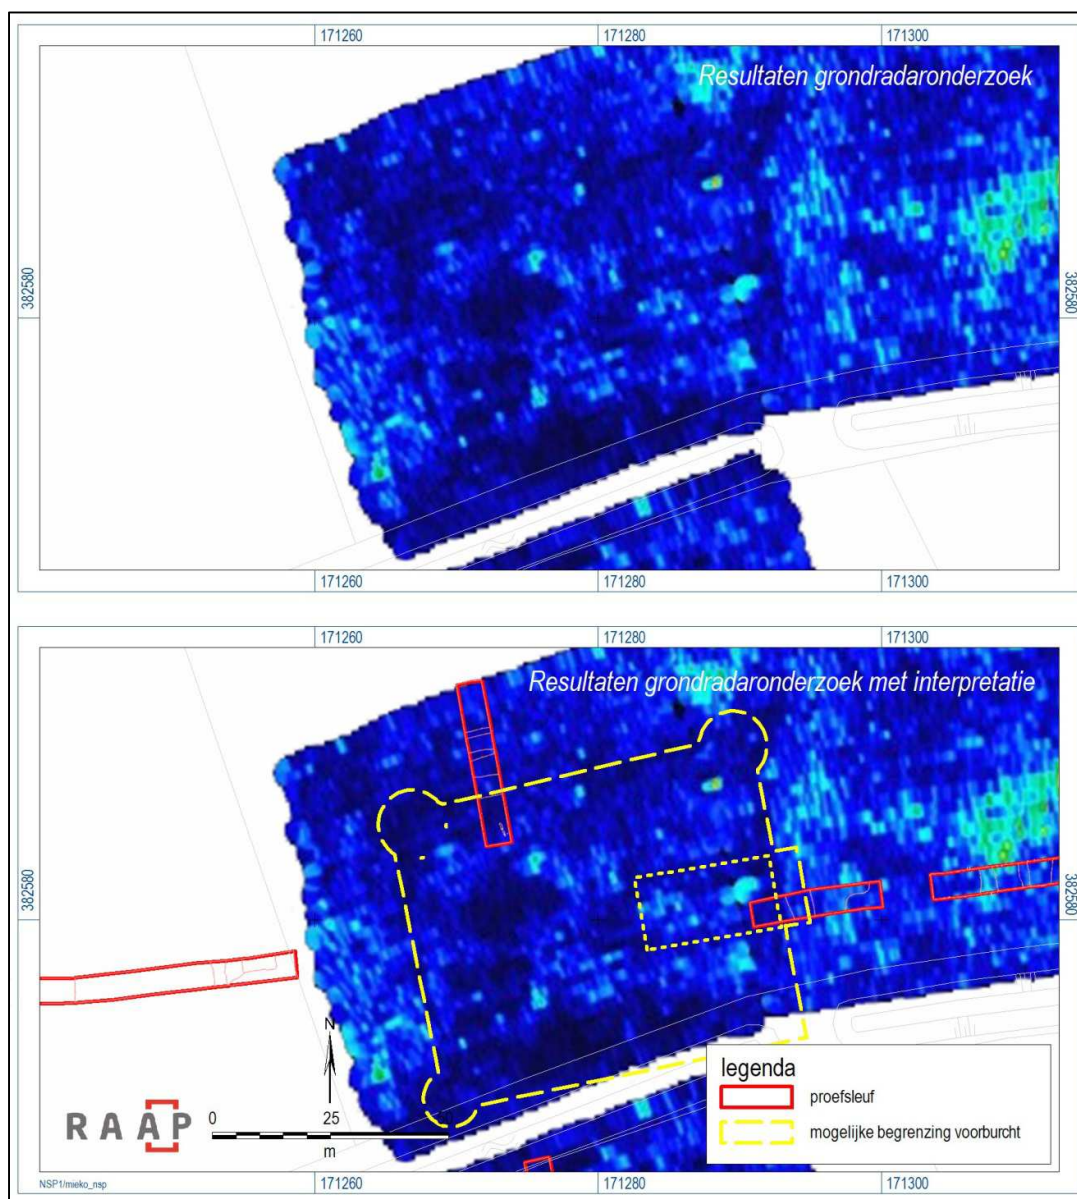 171260 171280 171300
Resultaten grondradaronderzoek
382580 382580
171260 171280 171300
171260 171280 171300
Resultaten grondradaronderzoek met interpretatie
382580 382580
N
RAAP
0 25
m
legenda
proefsleuf
mogelijke begrenzing voorburcht
NSP1/mieko_nsp
171260 171280 171300